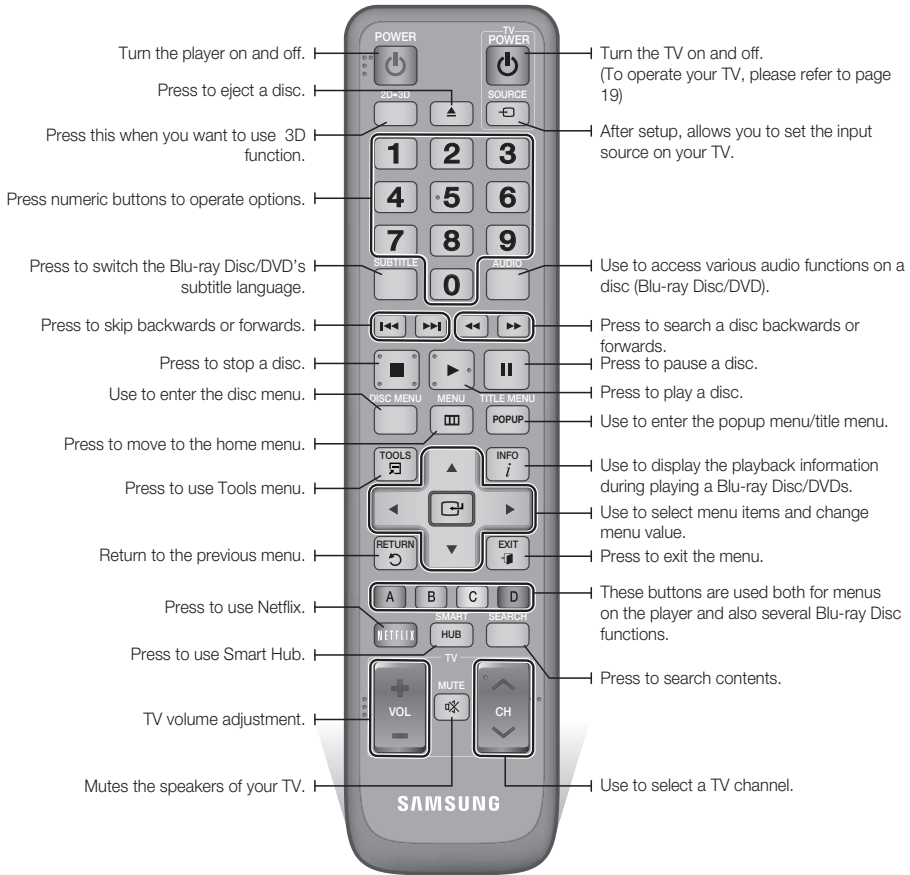 POWER
TV
POWER
Turn the player on and off.
Turn the TV on and off.
(To operate your TV, please refer to page
19)
Press to eject a disc.
2D▸3D
SOURCE
Press this when you want to use 3D
function.
After setup, allows you to set the input
source on your TV.
1 2 3
4 5 6
Press numeric buttons to operate options.
7 8 9
SUBTITLE
0
AUDIO
Press to switch the Blu-ray Disc/DVD's
subtitle language.
Use to access various audio functions on a
disc (Blu-ray Disc/DVD).
Press to skip backwards or forwards.
Press to search a disc backwards or
forwards.
Press to stop a disc.
Press to pause a disc.
Press to play a disc.
Use to enter the disc menu.
DISC MENU
MENU
TITLE MENU
POPUP
Use to enter the popup menu/title menu.
Press to move to the home menu.
TOOLS
INFO
i
Press to use Tools menu.
Use to display the playback information
during playing a Blu-ray Disc/DVDs.
Use to select menu items and change
menu value.
RETURN
EXIT
Return to the previous menu.
Press to exit the menu.
A B C D
These buttons are used both for menus
on the player and also several Blu-ray Disc
functions.
Press to use Netflix.
NETFLIX
SMART
HUB
SEARCH
Press to use Smart Hub.
Press to search contents.
TV
VOL
MUTE
CH
TV volume adjustment.
Mutes the speakers of your TV.
Use to select a TV channel.
SAMSUNG